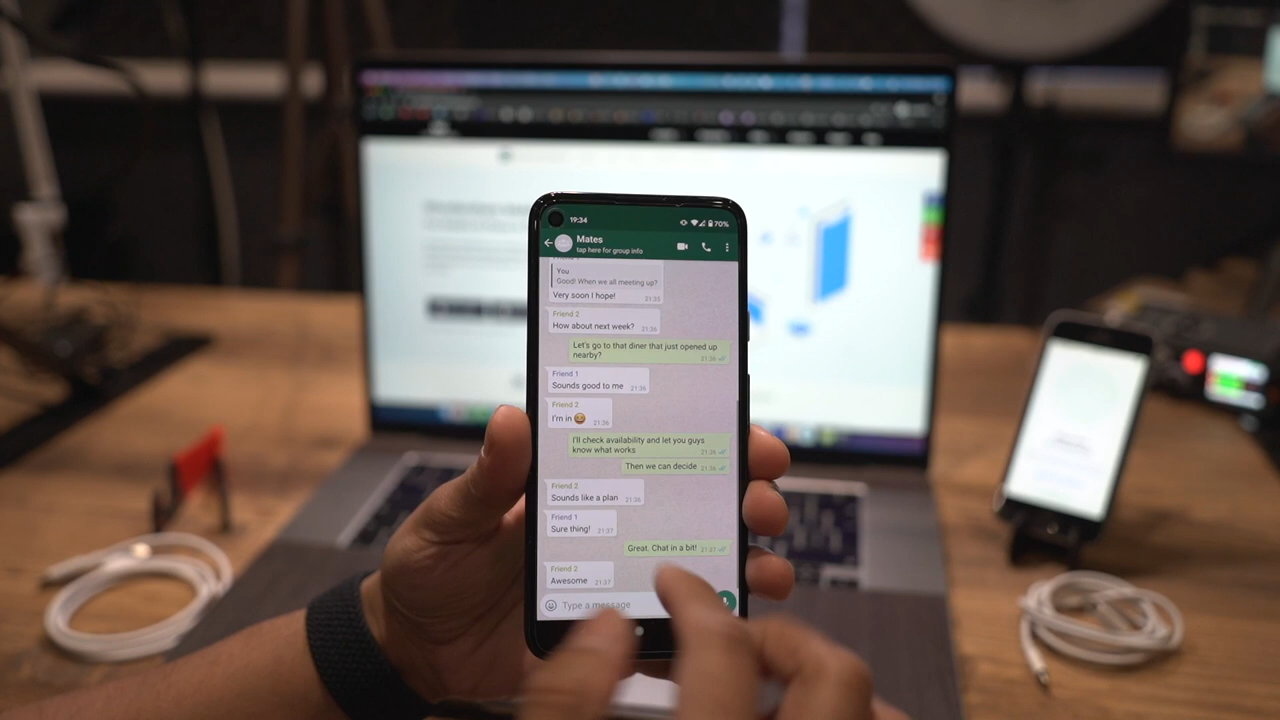 19:34
70%
Mates
tap here for group info
You
Good! When we all meeting up?
Very soon I hope!
21:35
Friend 2
How about next week?
21:36
Let's go to that diner that just opened up
nearby?
21:36
Friend 1
Sounds good to me
21:36
Friend 2
I'm in 😆
21:36
I'll check availability and let you guys
know what works
21:36
Then we can decide
21:36
Friend 2
Sounds like a plan
21:36
Friend 1
Sure thing!
21:37
Great. Chat in a bit!
21:37
Friend 2
Awesome
21:37
Type a message